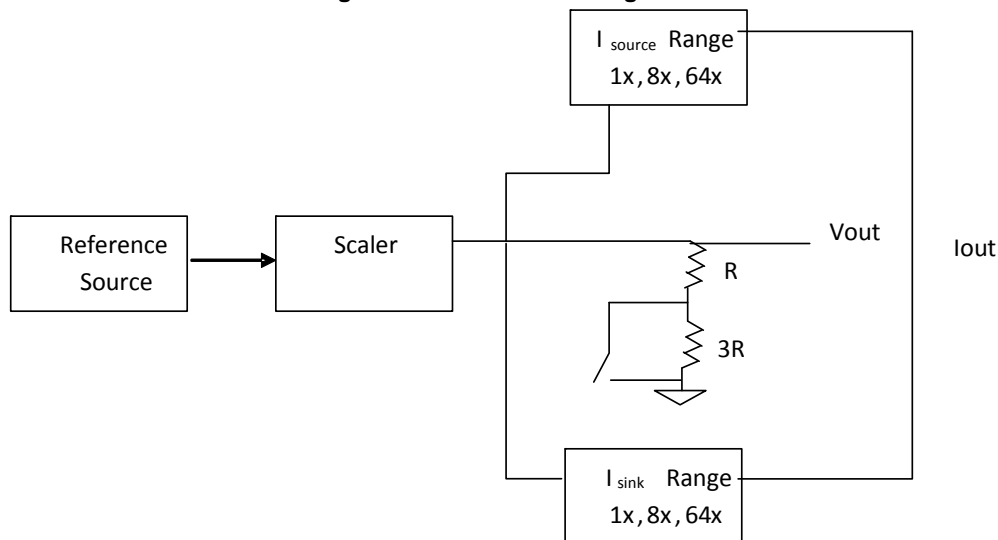 I source Range
1x, 8x, 64x
Reference
Source
Scaler
Vout
Iout
R
3R
I sink Range
1x, 8x, 64x